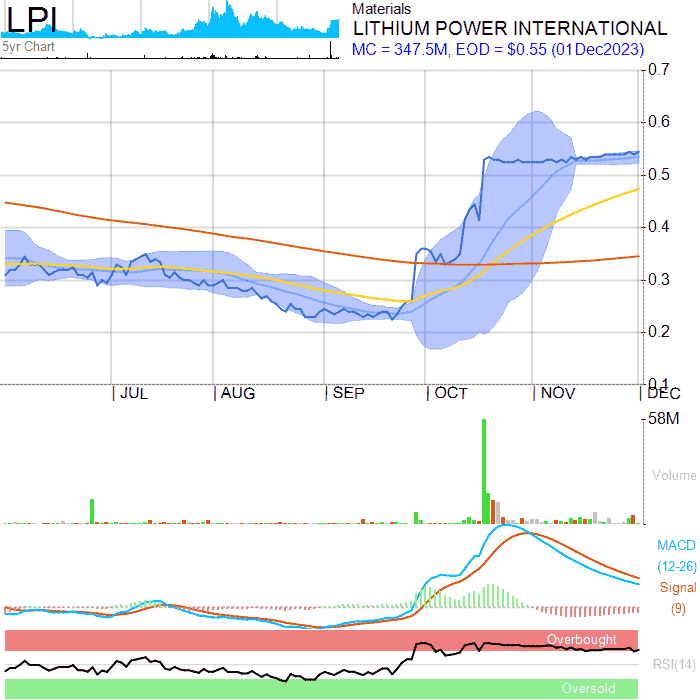 LPI
5yr Chart
Materials
LITHIUM POWER INTERNATIONAL
MC = 347.5M, EOD = $0.55 (01Dec2023)
0.7
0.6
0.5
0.4
0.3
0.2
0.1
JUL AUG SEP OCT NOV DEC
58M
Volume
MACD
(12-26)
Signal
(9)
Overbought
RSI(14)
Oversold